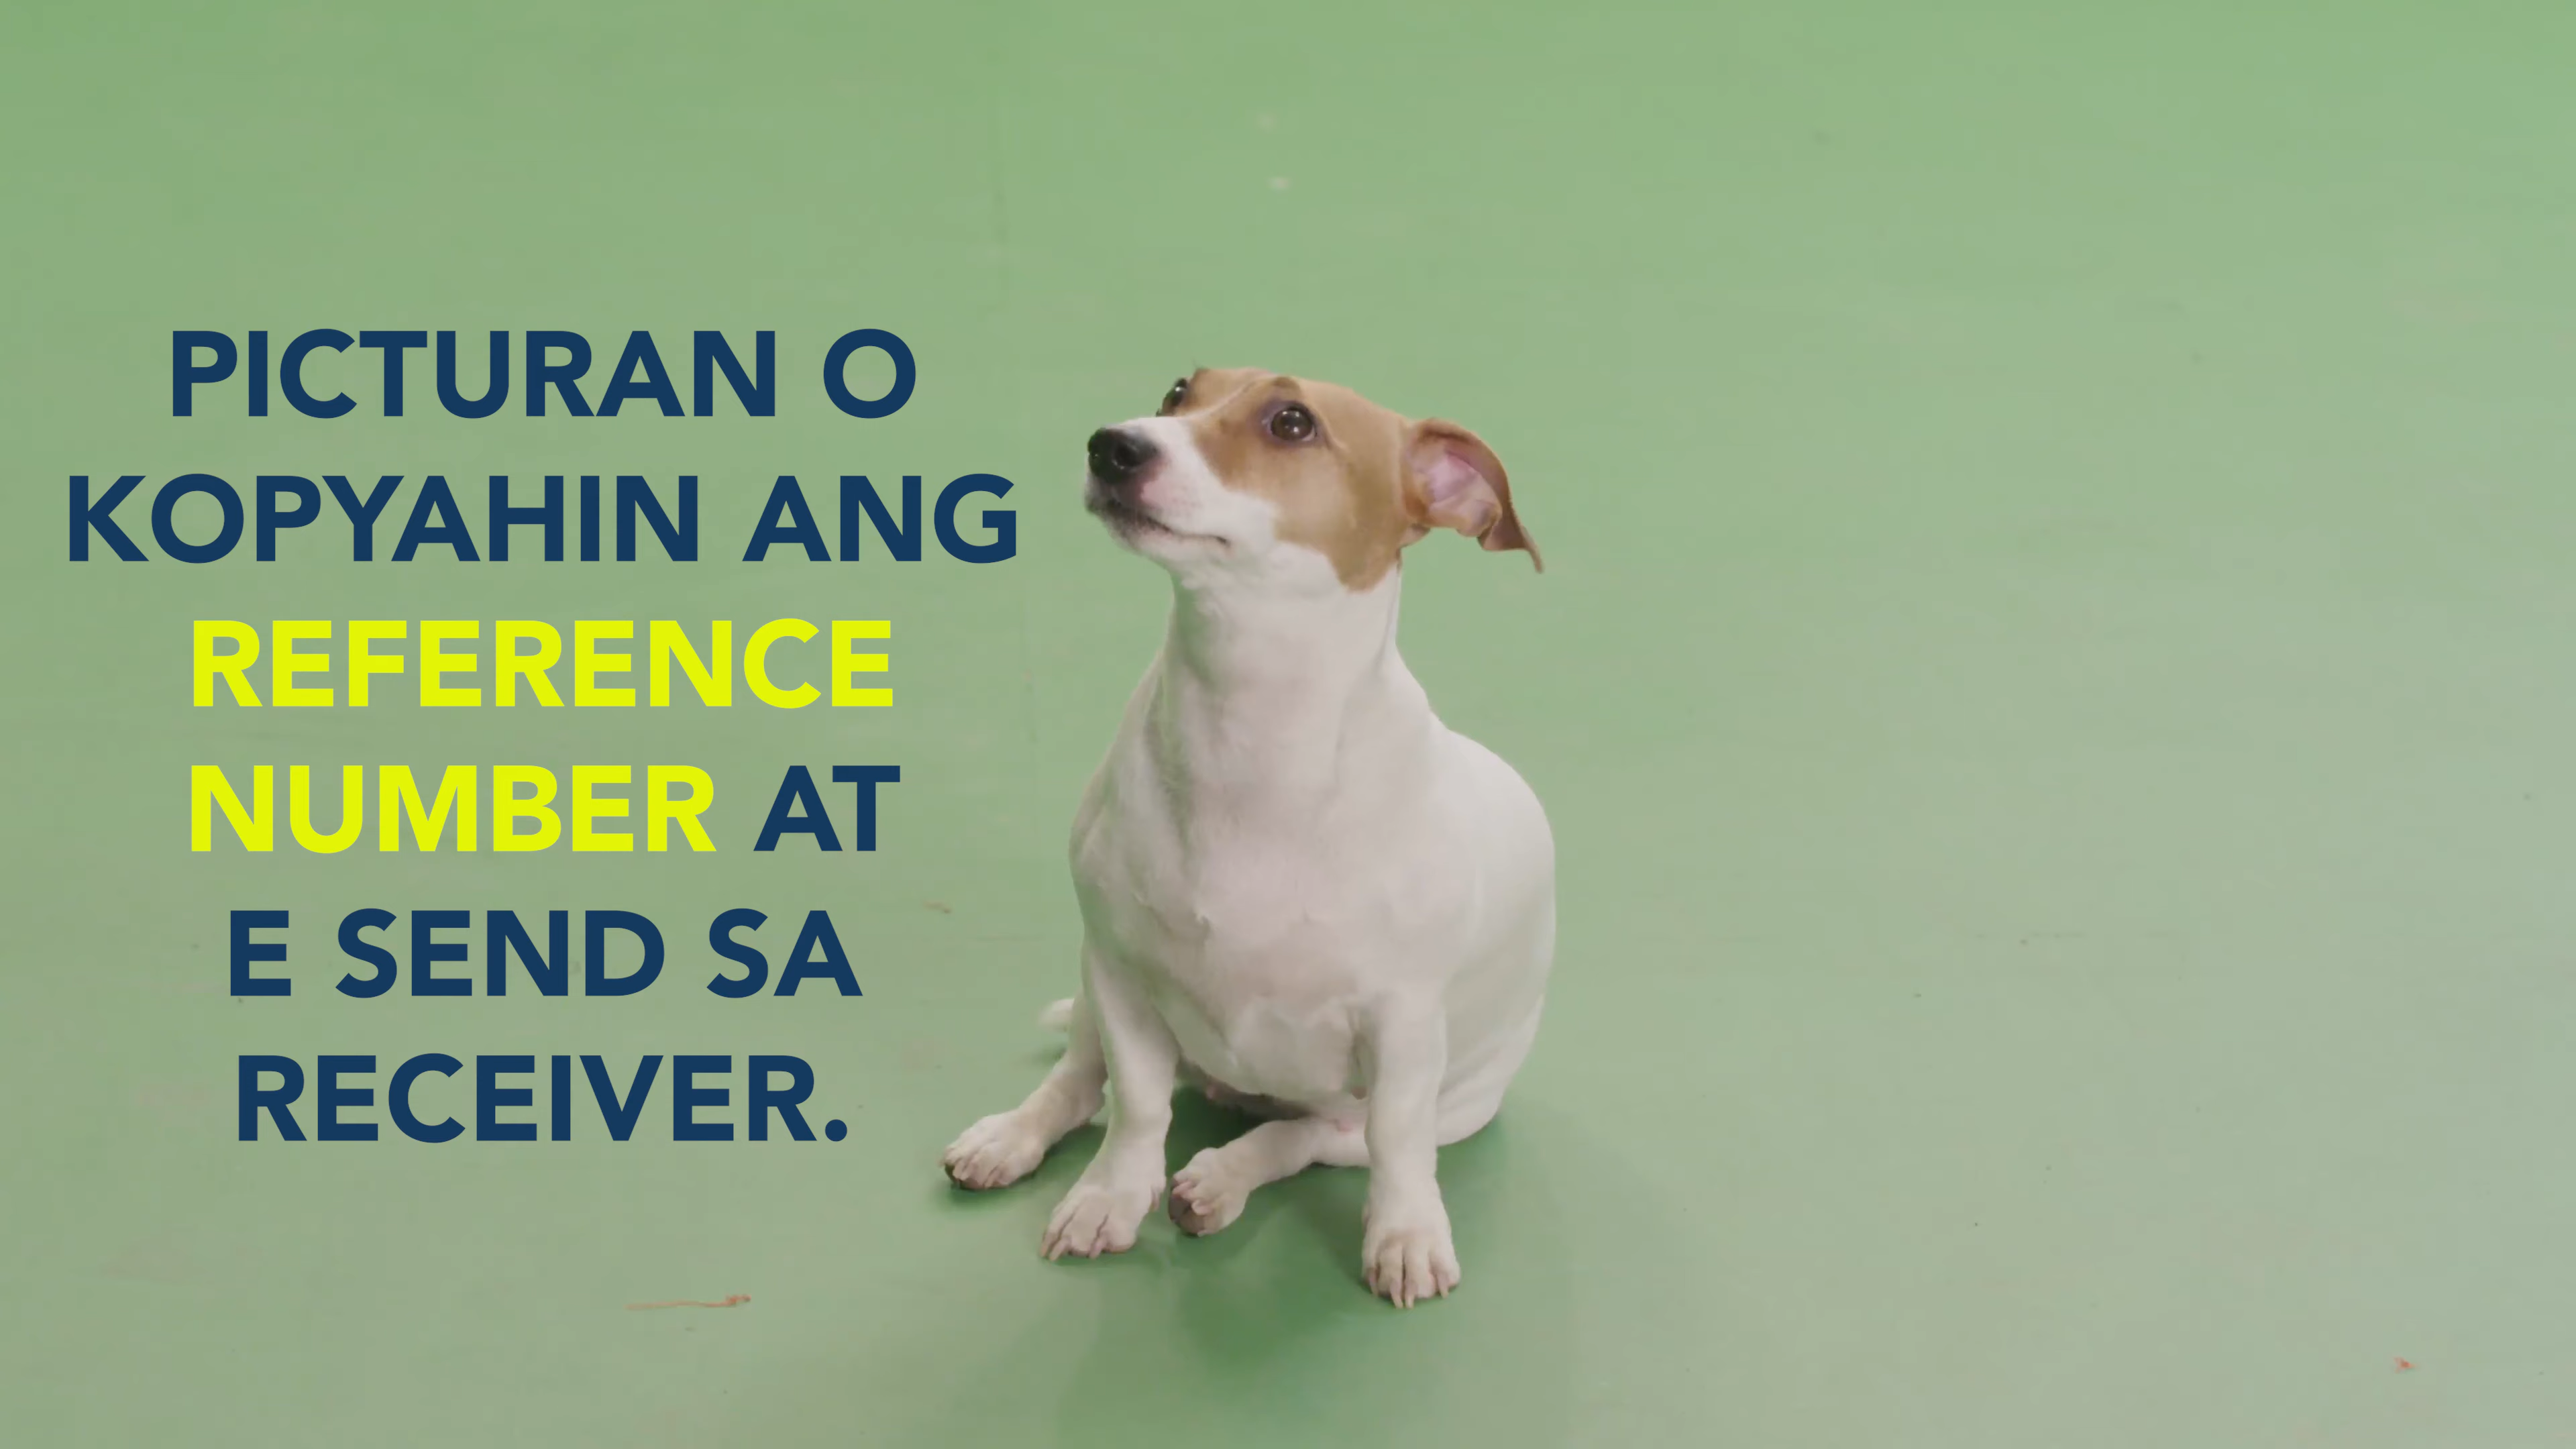 PICTURAN O
KOPYAHIN ANG
REFERENCE
NUMBER AT
E SEND SA
RECEIVER.